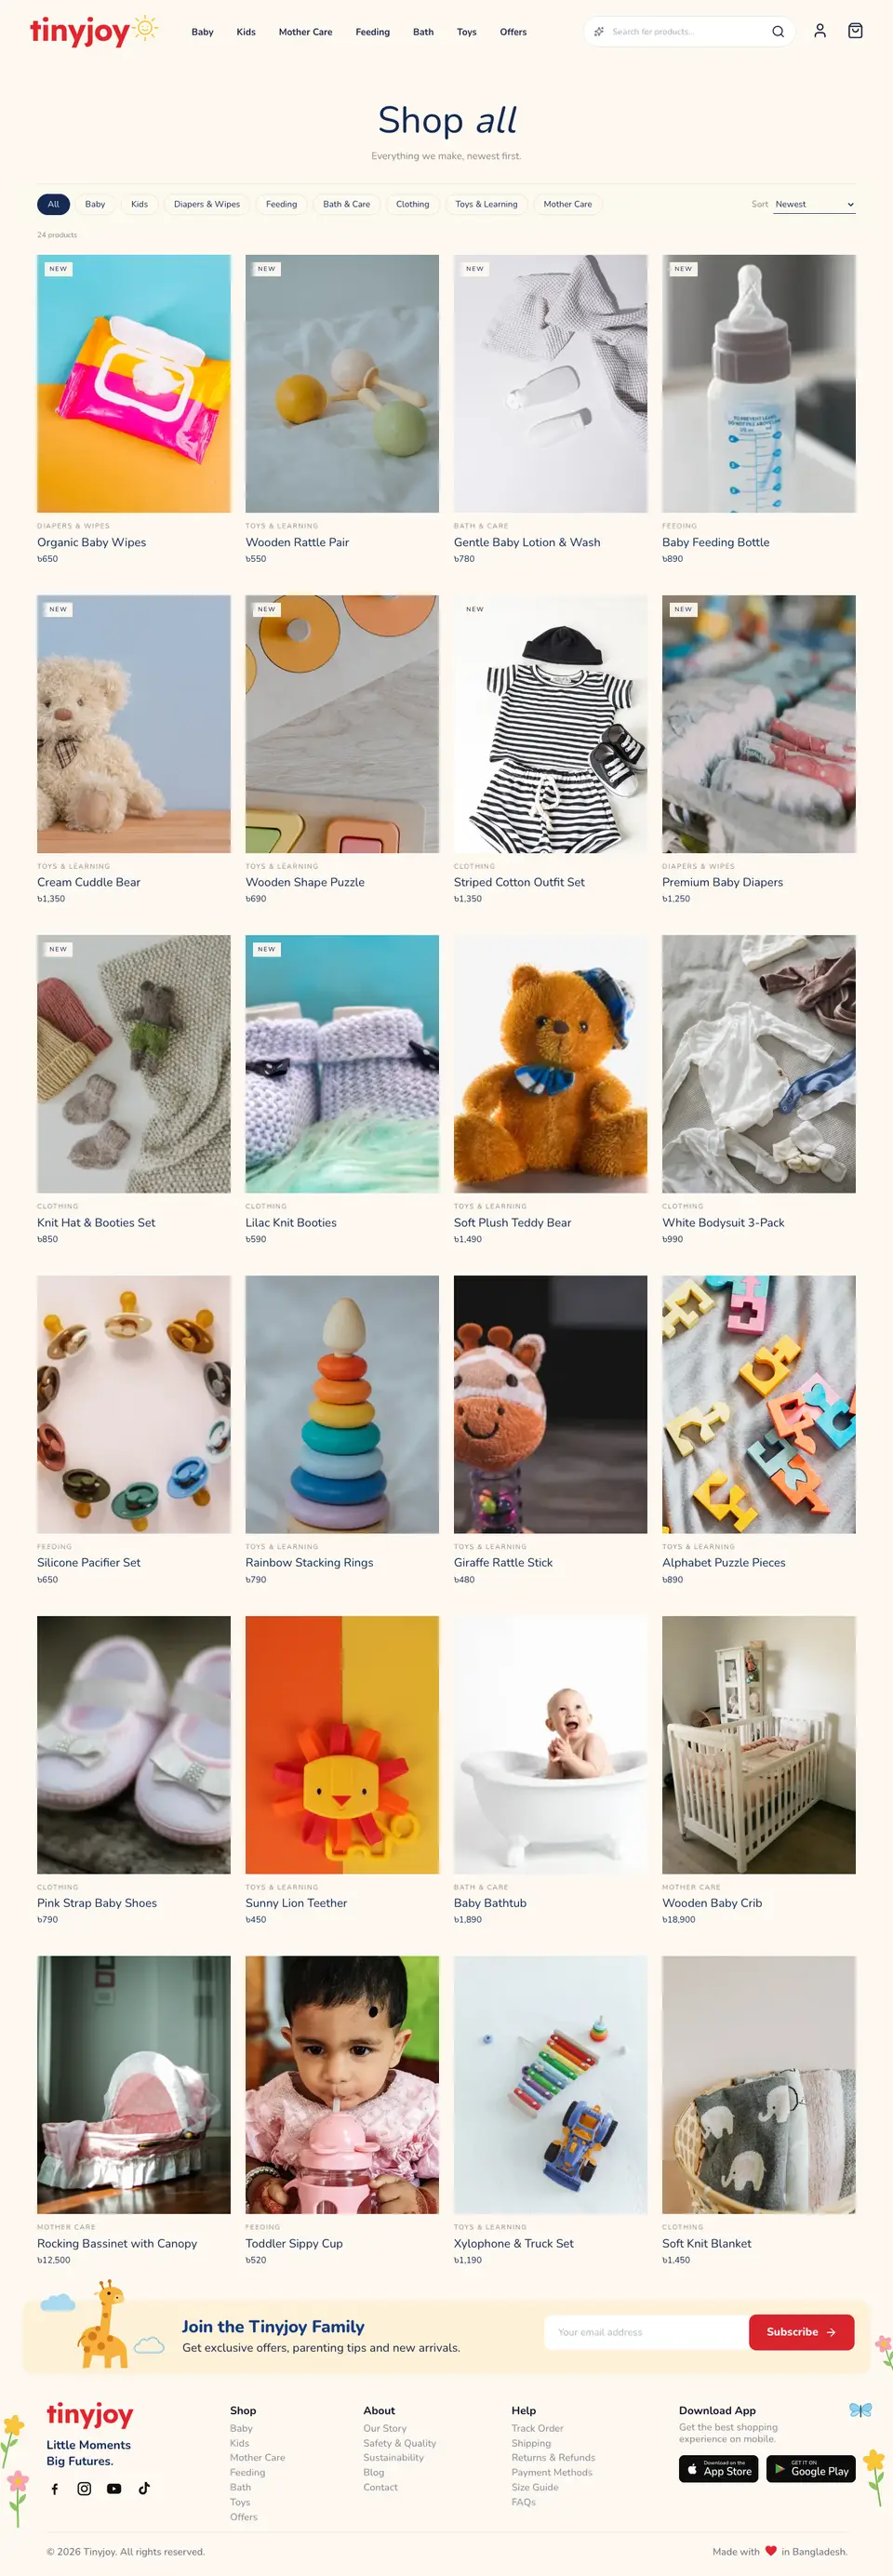 tinyjoy
Baby Kids Mother Care Feeding Bath Toys Offers
Search for products...
Shop all
Everything we make, newest first.
All Baby Kids Diapers & Wipes Feeding Bath & Care Clothing Toys & Learning Mother Care
Sort Newest
24 products
NEW NEW NEW NEW
DIAPERS & WIPES TOYS & LEARNING BATH & CARE FEEDING
Organic Baby Wipes Wooden Rattle Pair Gentle Baby Lotion & Wash Baby Feeding Bottle
৳650 ৳550 ৳780 ৳890
NEW NEW NEW NEW
TOYS & LEARNING TOYS & LEARNING CLOTHING DIAPERS & WIPES
Cream Cuddle Bear Wooden Shape Puzzle Striped Cotton Outfit Set Premium Baby Diapers
৳1,350 ৳690 ৳1,350 ৳1,250
NEW NEW
CLOTHING CLOTHING TOYS & LEARNING CLOTHING
Knit Hat & Booties Set Lilac Knit Booties Soft Plush Teddy Bear White Bodysuit 3-Pack
৳850 ৳590 ৳1,490 ৳990
FEEDING TOYS & LEARNING TOYS & LEARNING TOYS & LEARNING
Silicone Pacifier Set Rainbow Stacking Rings Giraffe Rattle Stick Alphabet Puzzle Pieces
৳650 ৳790 ৳480 ৳890
CLOTHING TOYS & LEARNING BATH & CARE MOTHER CARE
Pink Strap Baby Shoes Sunny Lion Teether Baby Bathtub Wooden Baby Crib
৳790 ৳450 ৳1,890 ৳18,900
MOTHER CARE FEEDING TOYS & LEARNING CLOTHING
Rocking Bassinet with Canopy Toddler Sippy Cup Xylophone & Truck Set Soft Knit Blanket
৳12,500 ৳520 ৳1,190 ৳1,450
Join the Tinyjoy Family
Get exclusive offers, parenting tips and new arrivals.
Your email address
Subscribe →
tinyjoy
Little Moments
Big Futures.
Shop
Baby
Kids
Mother Care
Feeding
Bath
Toys
Offers
About
Our Story
Safety & Quality
Sustainability
Blog
Contact
Help
Track Order
Shipping
Returns & Refunds
Payment Methods
Size Guide
FAQs
Download App
Get the best shopping
experience on mobile.
Download on the
App Store
GET IT ON
Google Play
© 2026 Tinyjoy. All rights reserved.
Made with ❤ in Bangladesh.